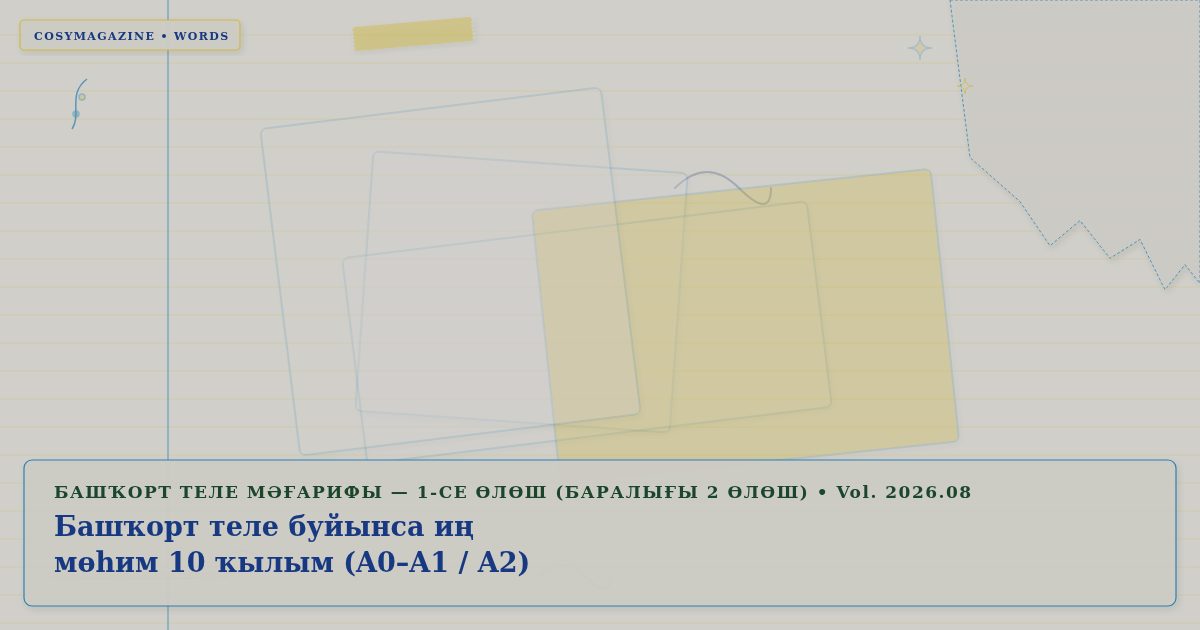 COSYMAGAZINE • WORDS
БАШҠОРТ ТЕЛЕ МӘҒАРИФЫ — 1-СЕ ӨЛӨШ (БАРАЛЫҒЫ 2 ӨЛӨШ) • Vol. 2026.08
Башҡорт теле буйынса иң
мөһим 10 ҡылым (A0–A1 / A2)